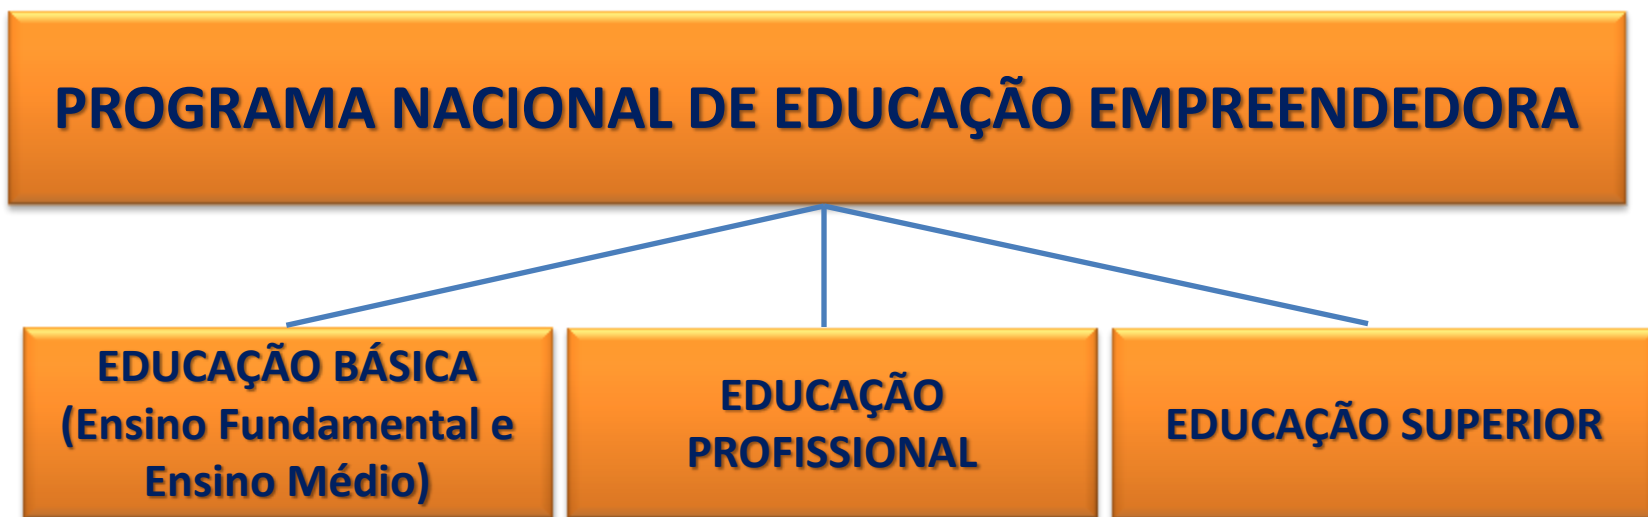 PROGRAMA NACIONAL DE EDUCAÇÃO EMPREENDEDORA
EDUCAÇÃO BÁSICA
(Ensino Fundamental e
Ensino Médio)
EDUCAÇÃO
PROFISSIONAL
EDUCAÇÃO SUPERIOR